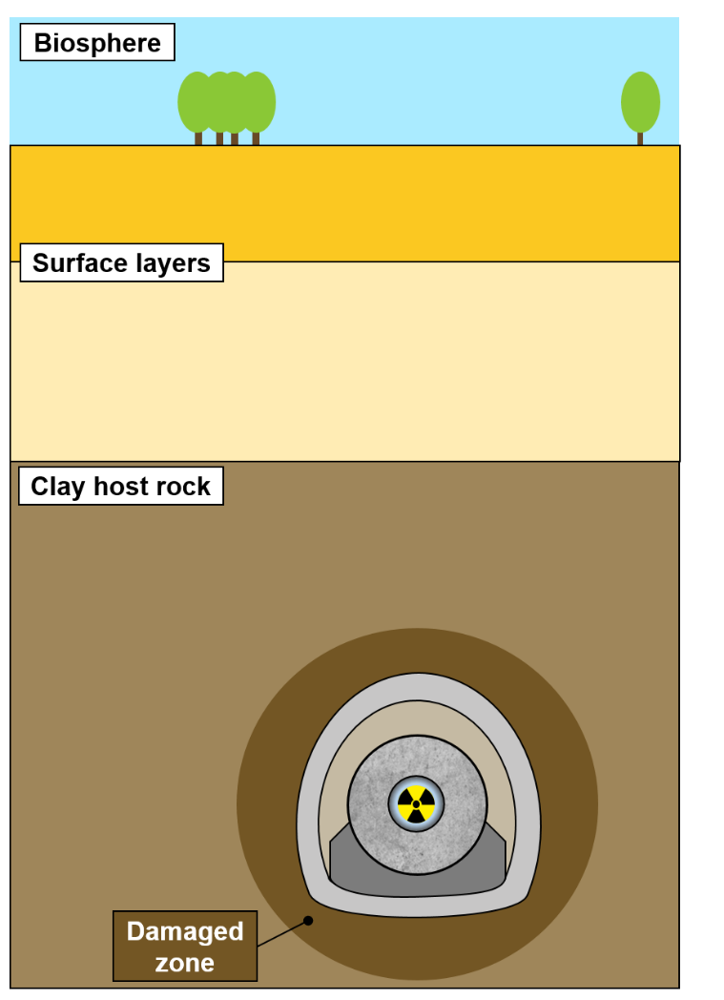 Biosphere
Surface layers
Clay host rock
Damaged
zone